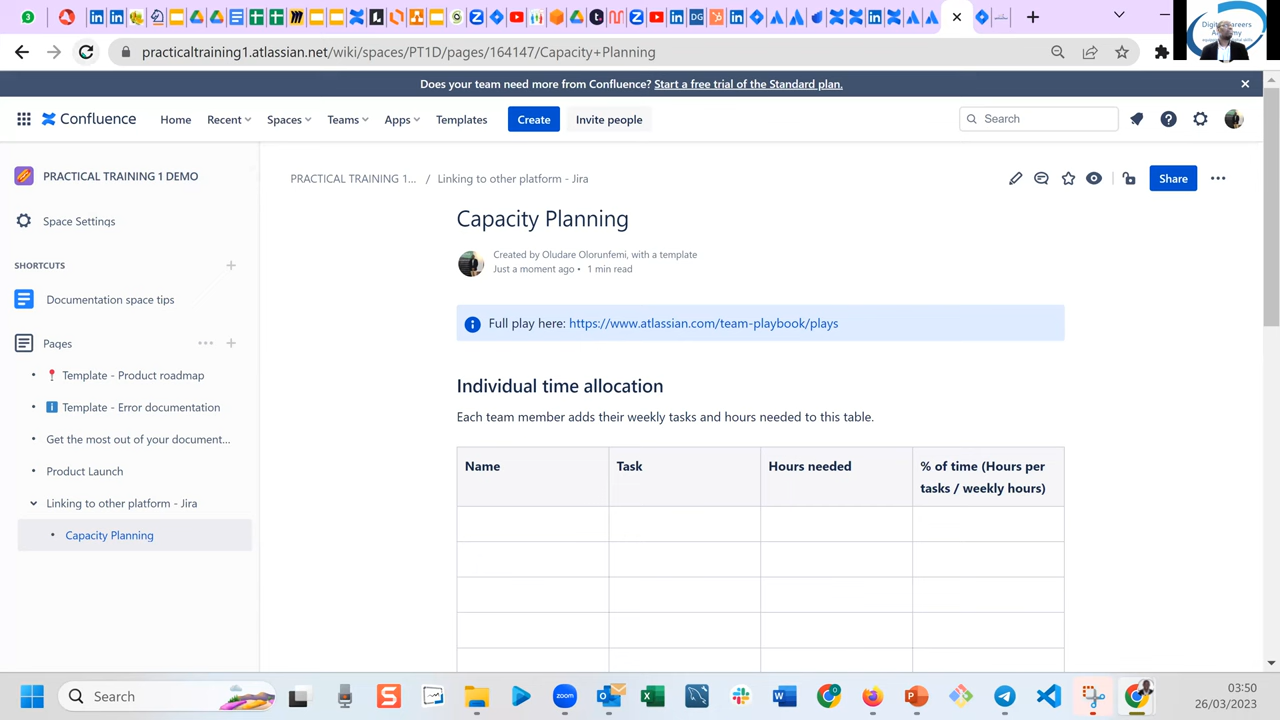 practicaltraining1.atlassian.net/wiki/spaces/PT1D/pages/164147/Capacity+Planning
Does your team need more from Confluence? Start a free trial of the Standard plan.
Confluence
Home
Recent
Spaces
Teams
Apps
Templates
Create
Invite people
Search
PRACTICAL TRAINING 1 DEMO
Space Settings
SHORTCUTS
Documentation space tips
Pages
Template - Product roadmap
Template - Error documentation
Get the most out of your document...
Product Launch
Linking to other platform - Jira
Capacity Planning
PRACTICAL TRAINING 1... / Linking to other platform - Jira
Share
Capacity Planning
Created by Oludare Olorunfemi, with a template
Just a moment ago • 1 min read
Full play here: https://www.atlassian.com/team-playbook/plays
Individual time allocation
Each team member adds their weekly tasks and hours needed to this table.
Name
Task
Hours needed
% of time (Hours per
tasks / weekly hours)
Search
zoom
03:50
26/03/2023